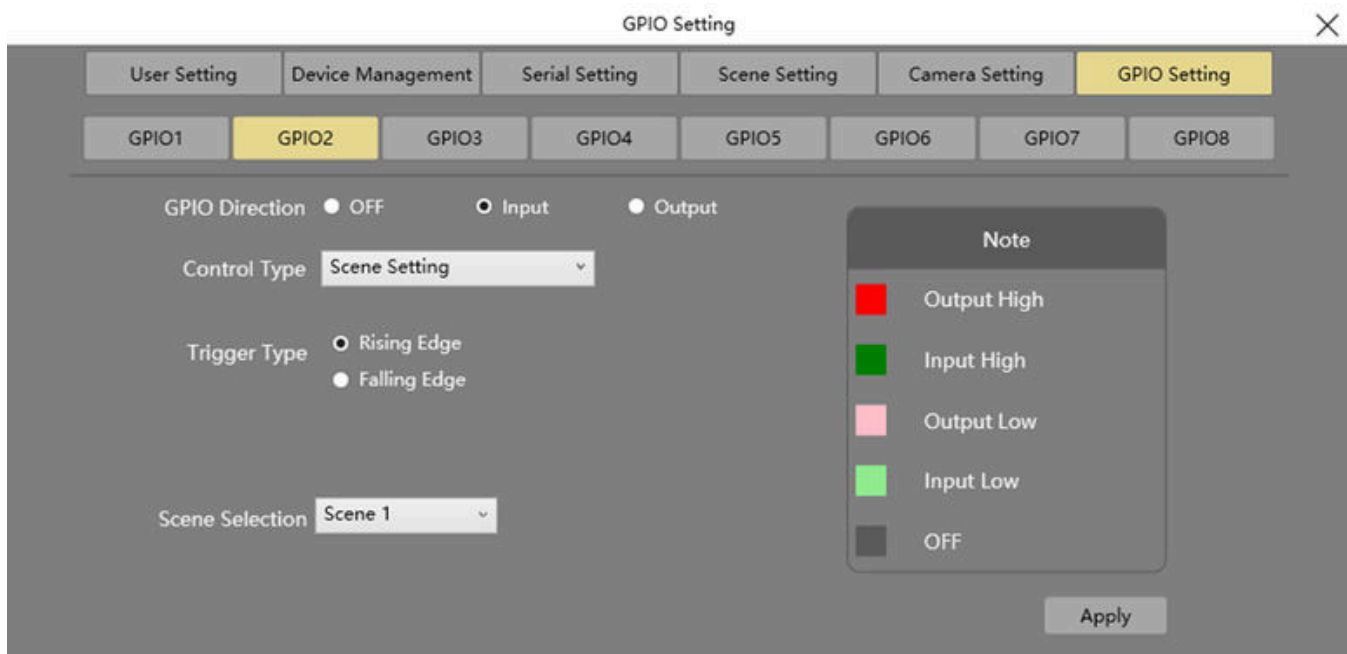 GPIO Setting
User Setting Device Management Serial Setting Scene Setting Camera Setting GPIO Setting
GPIO1 GPIO2 GPIO3 GPIO4 GPIO5 GPIO6 GPIO7 GPIO8
GPIO Direction OFF Input Output
Control Type Scene Setting
Trigger Type Rising Edge
Falling Edge
Scene Selection Scene 1
Note
Output High
Input High
Output Low
Input Low
OFF
Apply